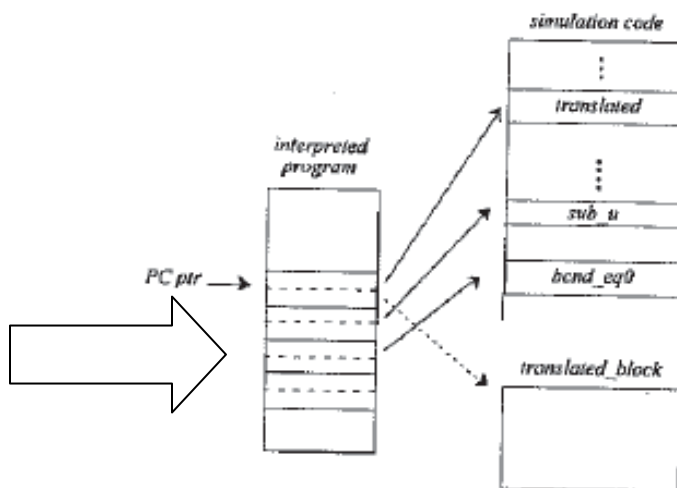 simulation code
translated
interpreted
program
sub_u
PC ptr
bcnd_eq0
translated_block